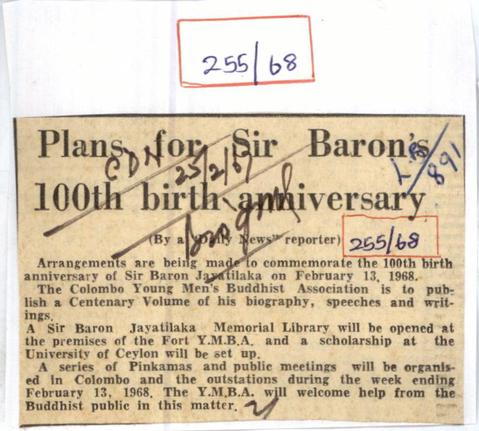 255/68
Plans for Sir Baron's
100th birth anniversary
CDN 25/2/67
L.B/891
(By a "Daily News" reporter)
255/68
Arrangements are being made to commemorate the 100th birth
anniversary of Sir Baron Jayatilaka on February 13, 1968.
The Colombo Young Men's Buddhist Association is to pub-
lish a Centenary Volume of his biography, speeches and writ-
ings.
A Sir Baron Jayatilaka Memorial Library will be opened at
the premises of the Fort Y.M.B.A. and a scholarship at the
University of Ceylon will be set up.
A series of Pinkamas and public meetings will be organis-
ed in Colombo and the outstations during the week ending
February 13, 1968. The Y.M.B.A. will welcome help from the
Buddhist public in this matter.